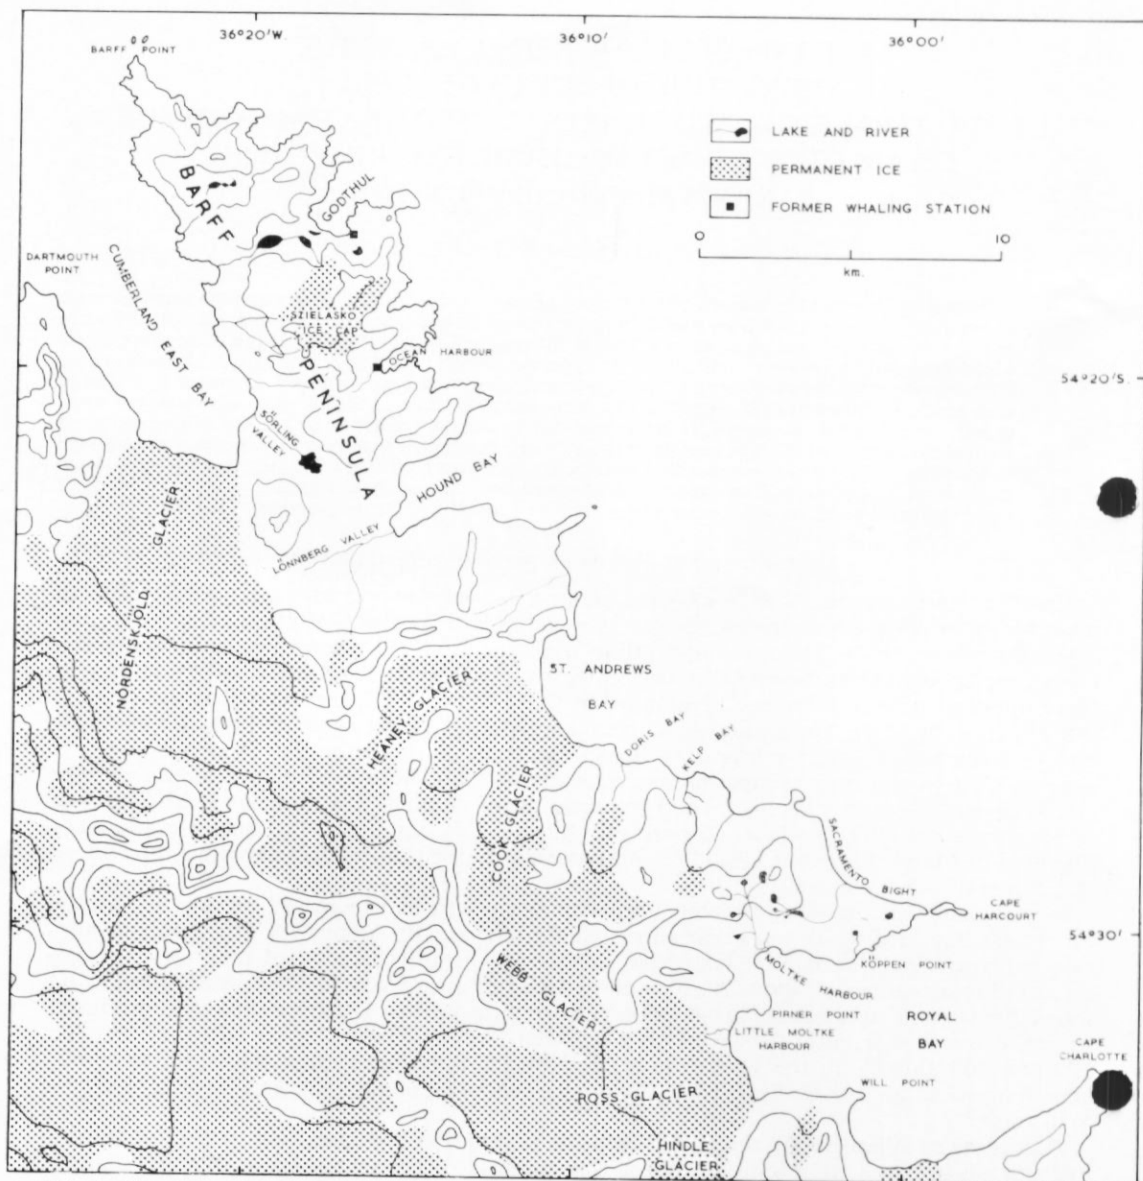 36°20'W.
36°10'
36°00'
BARFF POINT
LAKE AND RIVER
PERMANENT ICE
FORMER WHALING STATION
0 10
km.
BARFF
GODTHUL
DARTMOUTH
POINT
CUMBERLAND EAST BAY
SZIELASKO
ICE CAP
OCEAN HARBOUR
PENINSULA
54°20'S.
SÖRLING
VALLEY
HOUND BAY
LÖNNBERG VALLEY
NORDENSKJÖLD GLACIER
ST. ANDREWS
BAY
HEANEY GLACIER
DORIS BAY
KELP BAY
COOK GLACIER
SACRAMENTO BIGHT
CAPE
HARCOURT
54°30'
KÖPPEN POINT
MOLTKE HARBOUR
WEBB GLACIER
PIRNER POINT
ROYAL
BAY
LITTLE MOLTKE
HARBOUR
CAPE
CHARLOTTE
WILL POINT
ROSS GLACIER
HINDLE
GLACIER